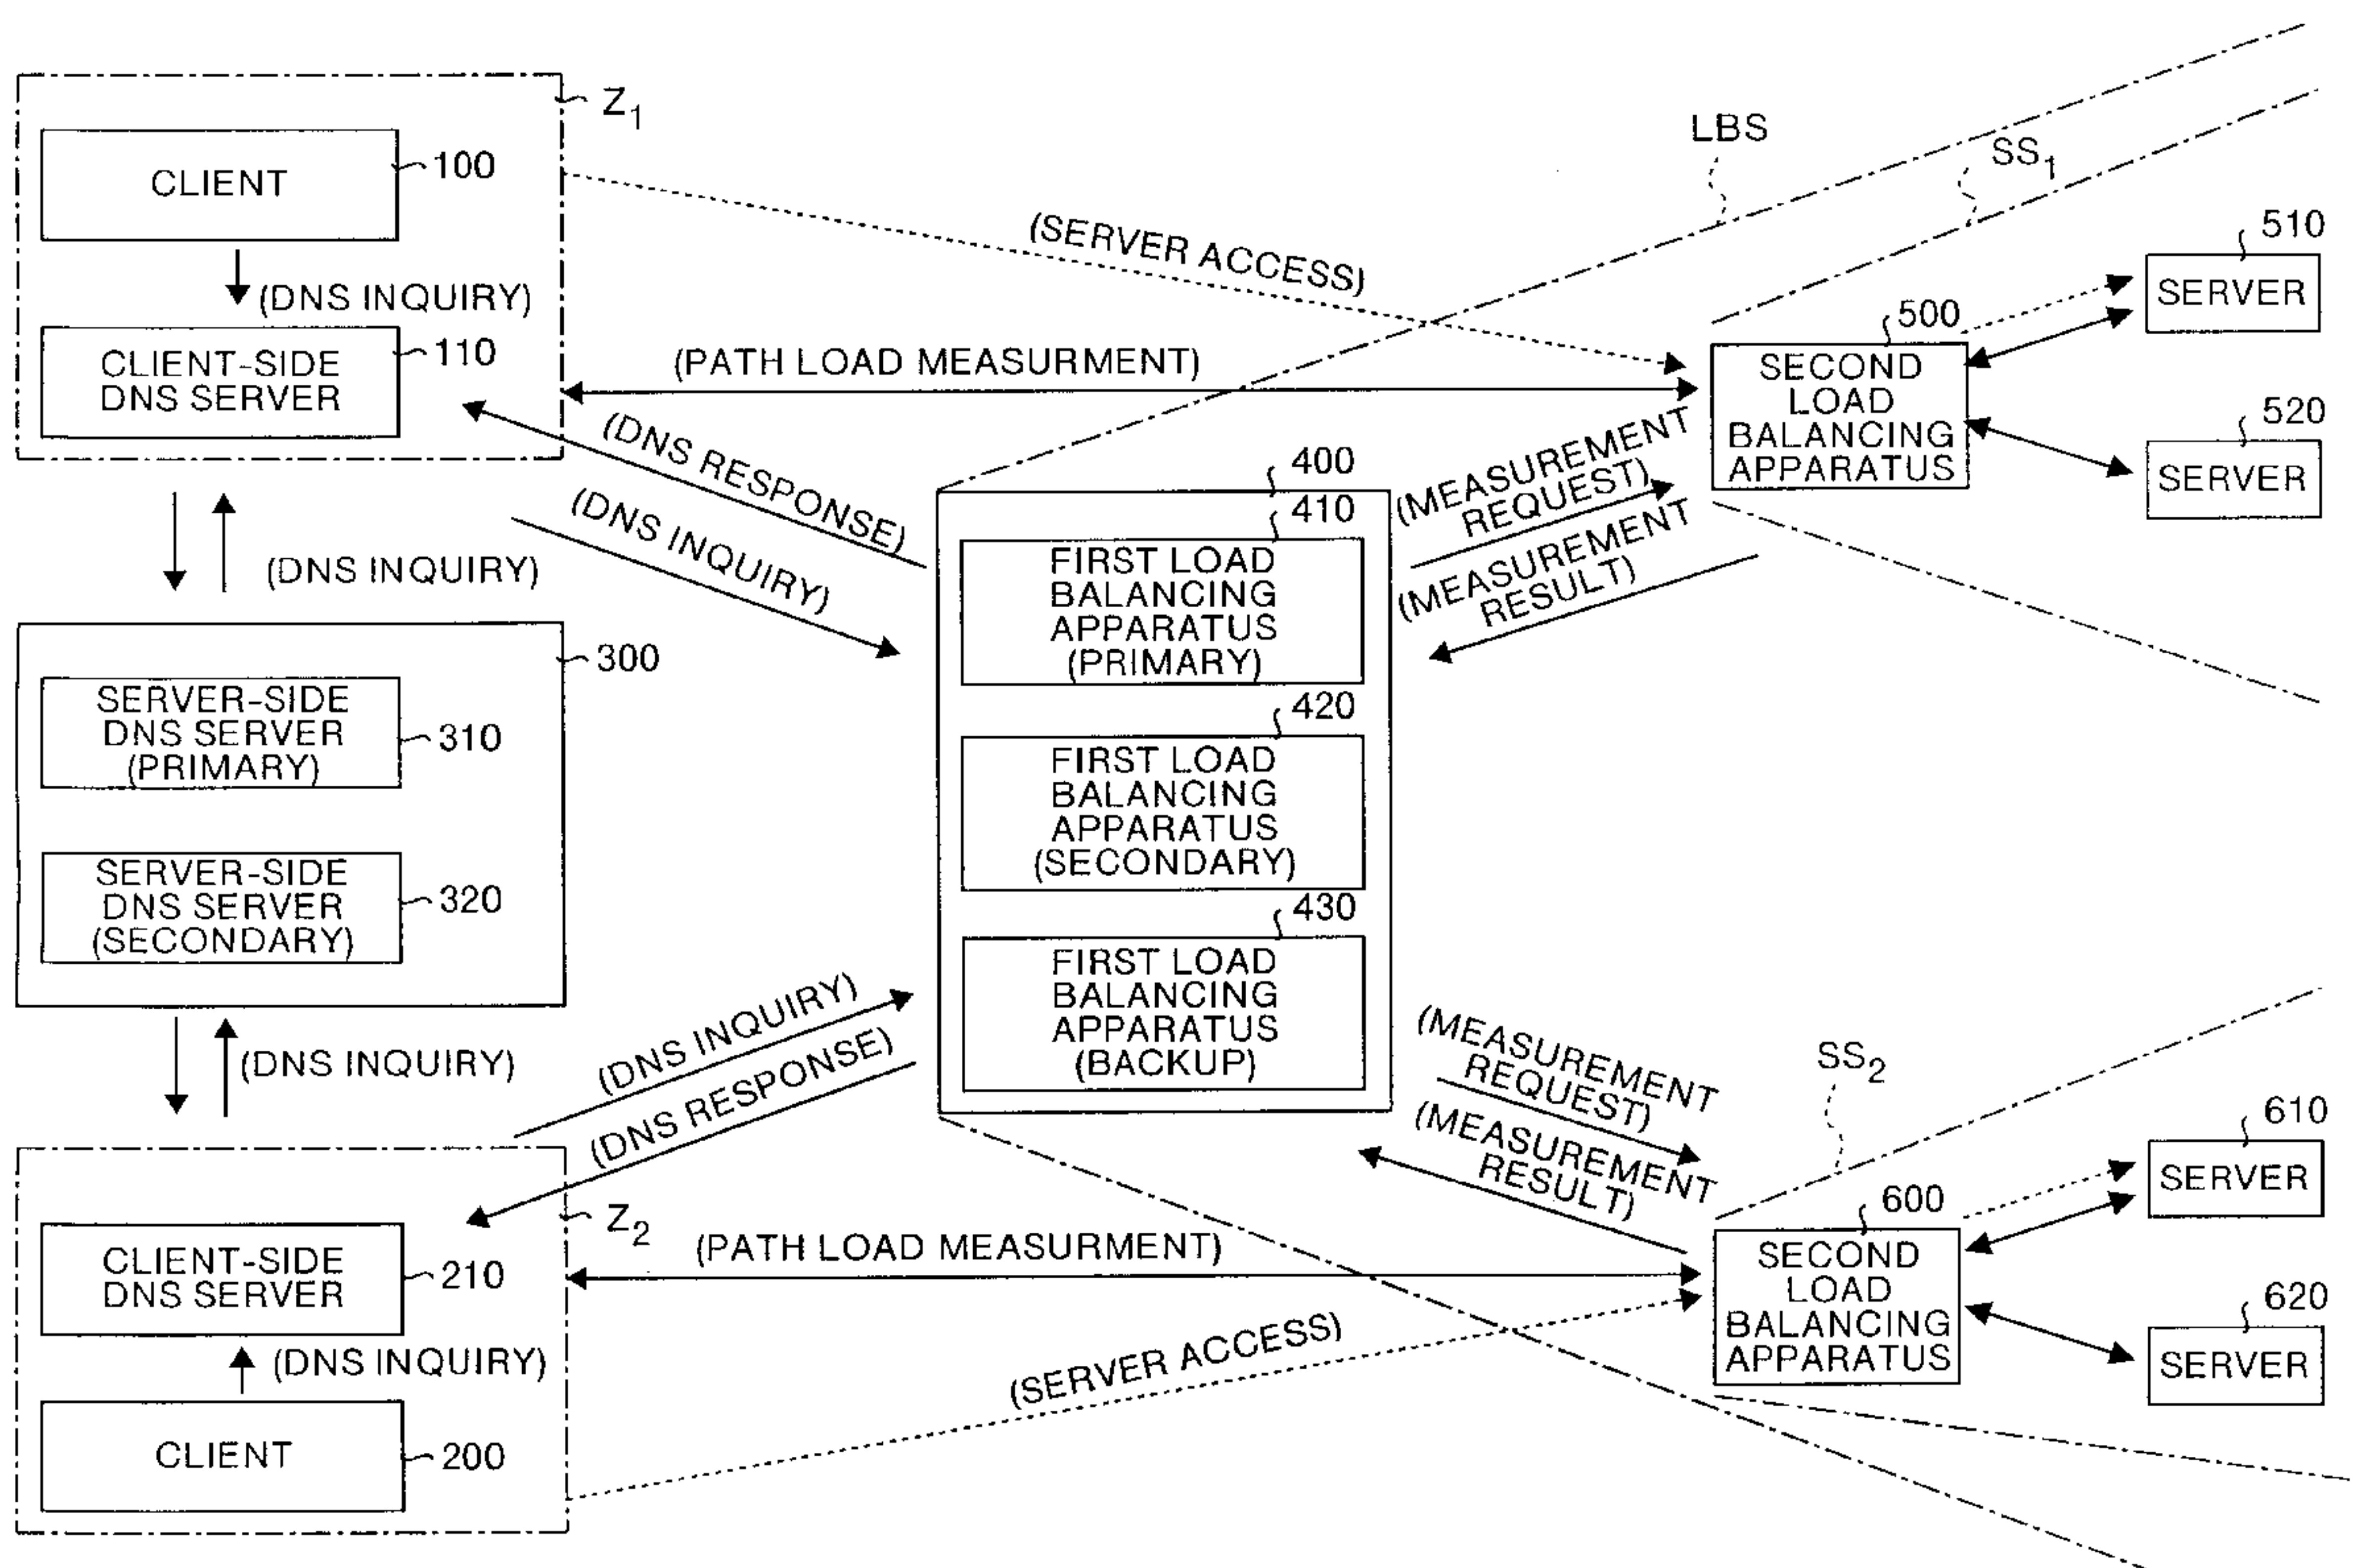 Z1
CLIENT
100
(DNS INQUIRY)
CLIENT-SIDE
DNS SERVER
110
(SERVER ACCESS)
(PATH LOAD MEASURMENT)
(DNS RESPONSE)
(DNS INQUIRY)
(DNS INQUIRY)
LBS
SS1
510
SERVER
500
SECOND
LOAD
BALANCING
APPARATUS
520
SERVER
(MEASUREMENT
REQUEST)
(MEASUREMENT
RESULT)
300
SERVER-SIDE
DNS SERVER
(PRIMARY)
310
SERVER-SIDE
DNS SERVER
(SECONDARY)
320
400
410
FIRST LOAD
BALANCING
APPARATUS
(PRIMARY)
420
FIRST LOAD
BALANCING
APPARATUS
(SECONDARY)
430
FIRST LOAD
BALANCING
APPARATUS
(BACKUP)
(DNS INQUIRY)
(DNS INQUIRY)
(DNS RESPONSE)
(MEASUREMENT
REQUEST)
(MEASUREMENT
RESULT)
SS2
610
SERVER
600
SECOND
LOAD
BALANCING
APPARATUS
620
SERVER
Z2
CLIENT-SIDE
DNS SERVER
210
(PATH LOAD MEASURMENT)
(SERVER ACCESS)
(DNS INQUIRY)
CLIENT
200